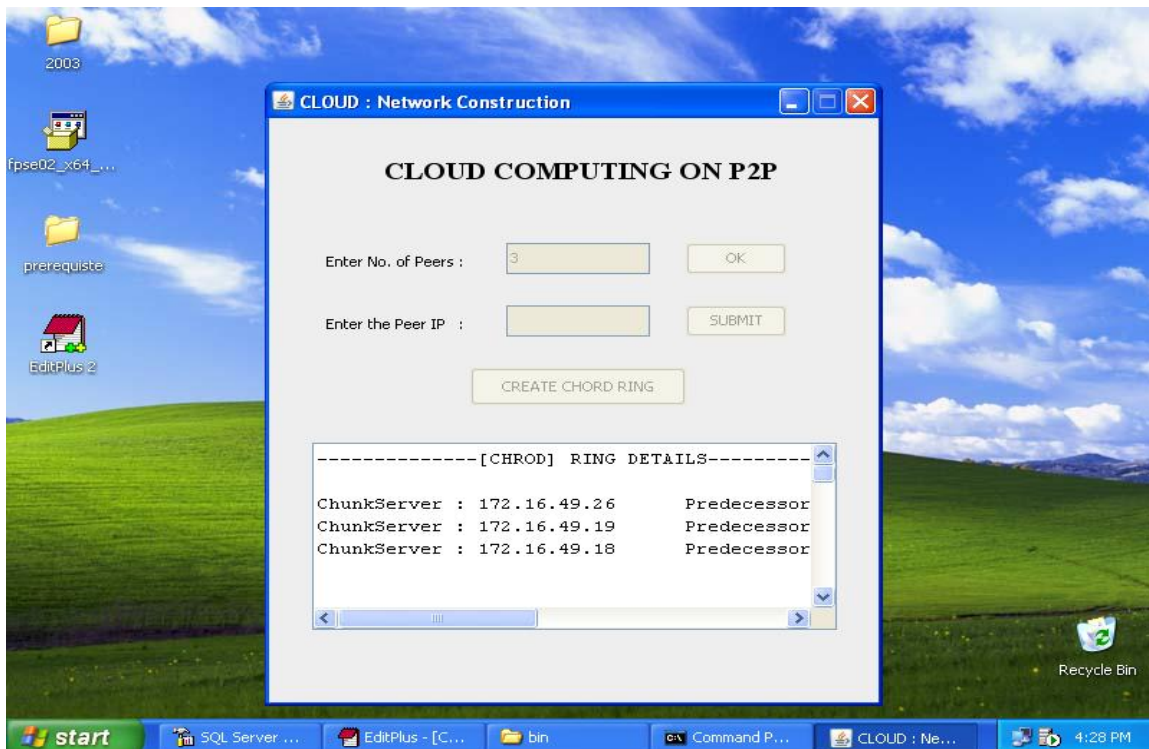 2003
fpse02_x64_...
prerequiste
EditPlus 2
CLOUD : Network Construction
CLOUD COMPUTING ON P2P
Enter No. of Peers :
3
OK
Enter the Peer IP :
SUBMIT
CREATE CHORD RING
--------------[CHROD] RING DETAILS---------
ChunkServer : 172.16.49.26 Predecessor
ChunkServer : 172.16.49.19 Predecessor
ChunkServer : 172.16.49.18 Predecessor
Recycle Bin
start
SQL Server ...
EditPlus - [C...
bin
Command P...
CLOUD : Ne...
4:28 PM